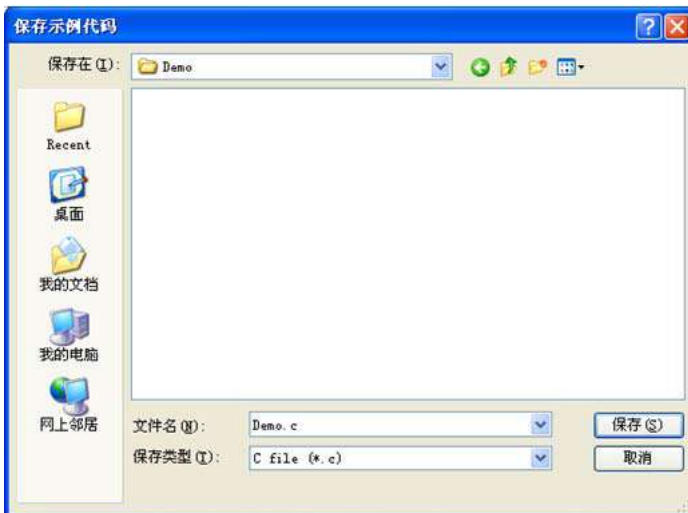 保存示例代码
保存在(I):
Demo
Recent
桌面
我的文档
我的电脑
网上邻居
文件名(N):
Demo.c
保存(S)
保存类型(T):
C file (*.c)
取消